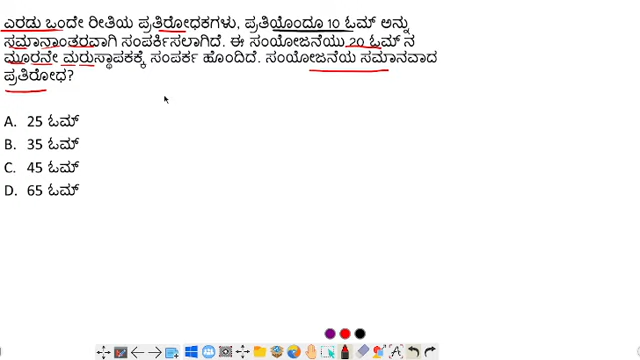 ಎರಡು ಒಂದೇ ರೀತಿಯ ಪ್ರತಿರೋಧಕಗಳು, ಪ್ರತಿಯೊಂದೂ 10 ಓಮ್ ಅನ್ನು
ಸಮಾನಾಂತರವಾಗಿ ಸಂಪರ್ಕಿಸಲಾಗಿದೆ. ಈ ಸಂಯೋಜನೆಯು 20 ಓಮ್ ನ
ಮೂರನೇ ಮರುಸ್ಥಾಪಕಕ್ಕೆ ಸಂಪರ್ಕ ಹೊಂದಿದೆ. ಸಂಯೋಜನೆಯ ಸಮಾನವಾದ
ಪ್ರತಿರೋಧ?
A. 25 ಓಮ್
B. 35 ಓಮ್
C. 45 ಓಮ್
D. 65 ಓಮ್